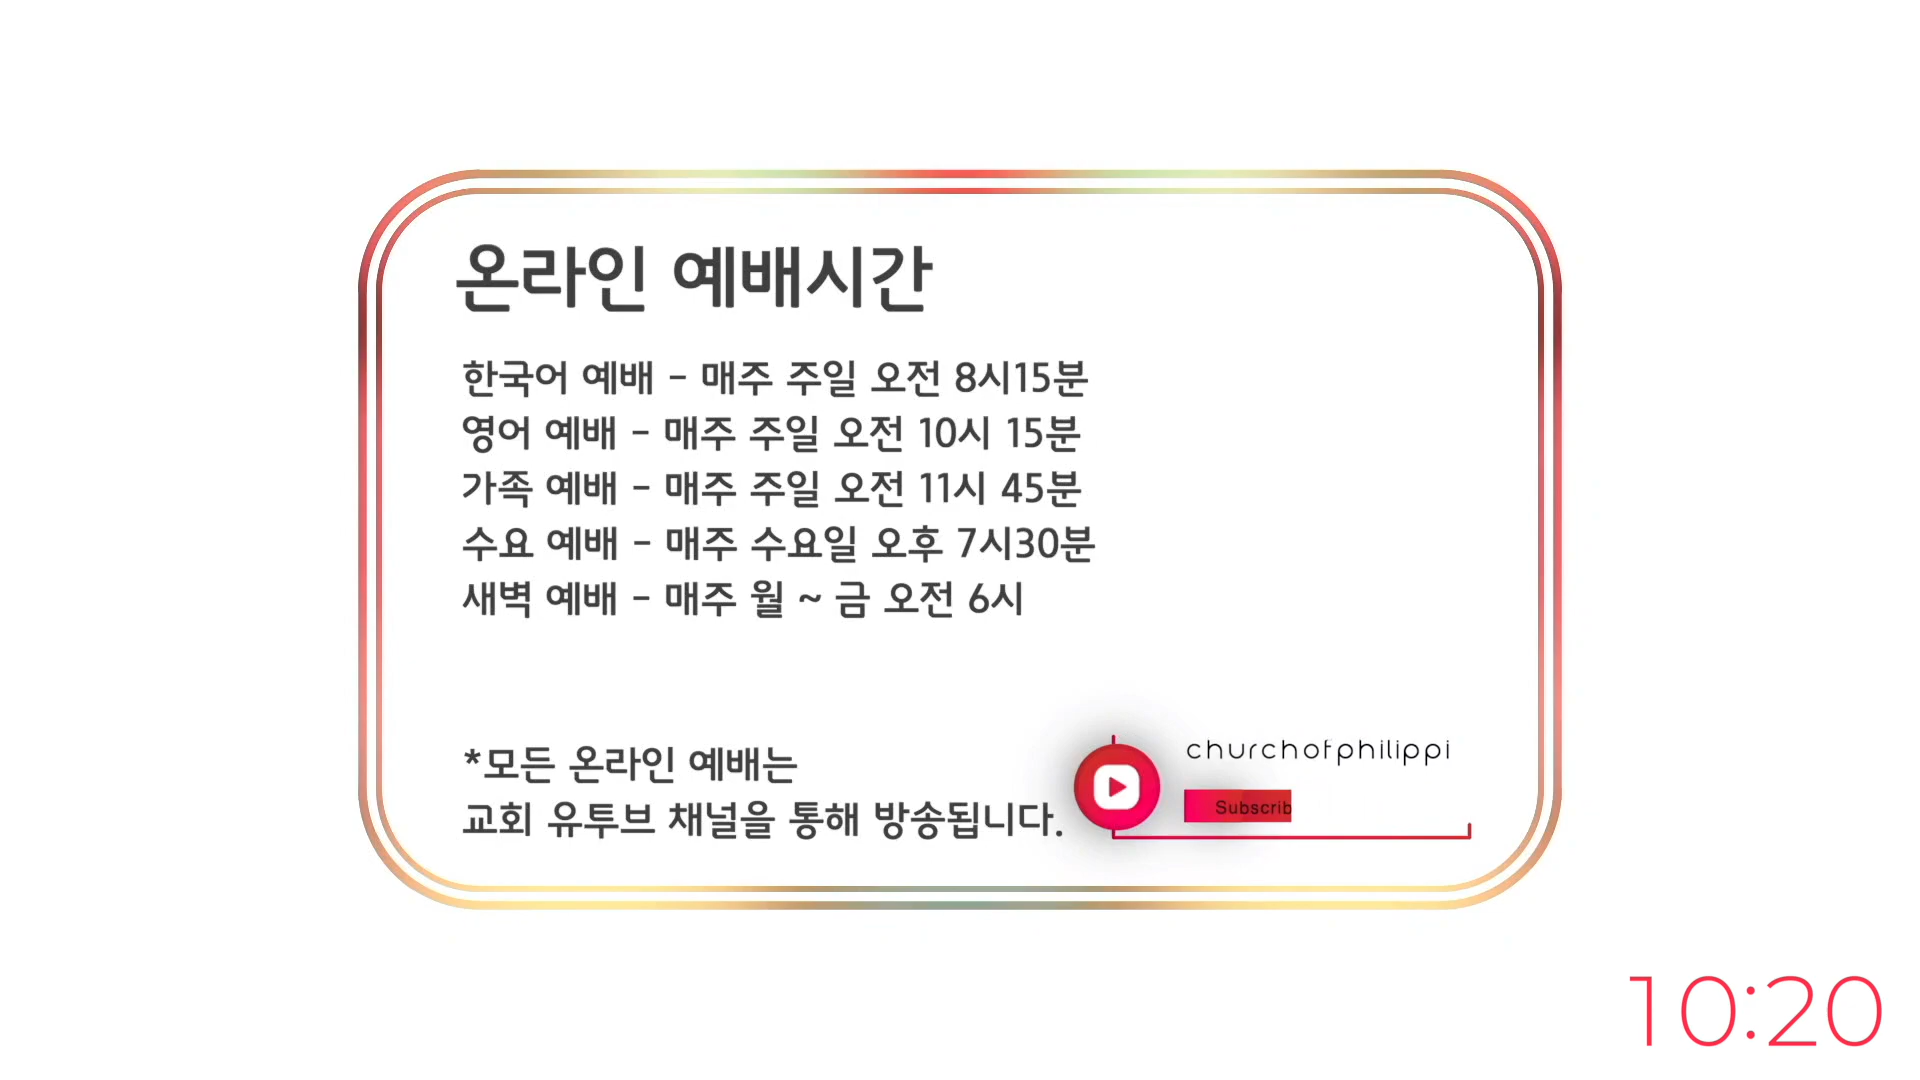 온라인 예배시간
한국어 예배 - 매주 주일 오전 8시15분
영어 예배 - 매주 주일 오전 10시 15분
가족 예배 - 매주 주일 오전 11시 45분
수요 예배 - 매주 수요일 오후 7시30분
새벽 예배 - 매주 월 ~ 금 오전 6시
*모든 온라인 예배는
교회 유투브 채널을 통해 방송됩니다.
churchofphilippi
Subscrib
10:20